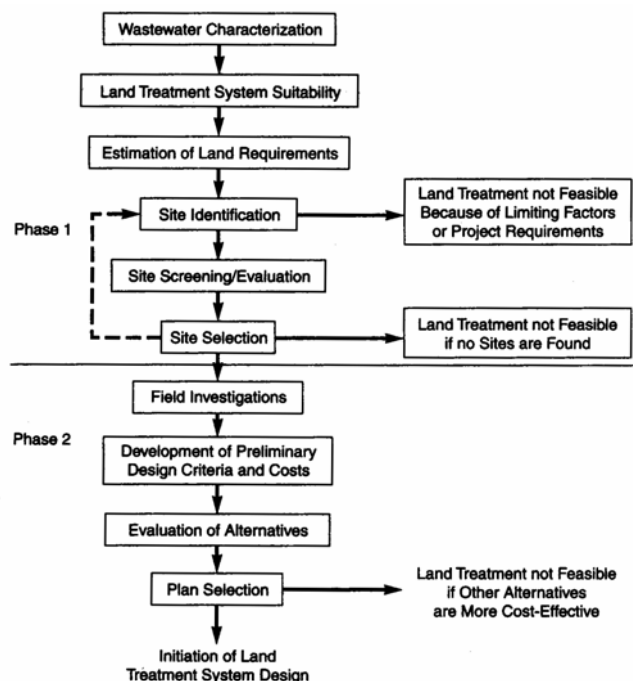 Wastewater Characterization
Land Treatment System Suitability
Estimation of Land Requirements
Phase 1
Site Identification
Land Treatment not Feasible
Because of Limiting Factors
or Project Requirements
Site Screening/Evaluation
Site Selection
Land Treatment not Feasible
if no Sites are Found
Field Investigations
Phase 2
Development of Preliminary
Design Criteria and Costs
Evaluation of Alternatives
Plan Selection
Land Treatment not Feasible
if Other Alternatives
are More Cost-Effective
Initiation of Land
Treatment System Design